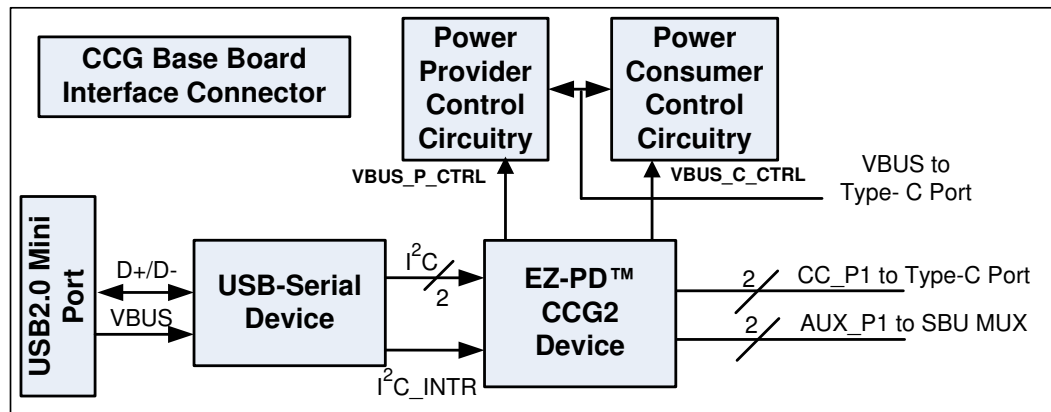 CCG Base Board
Interface Connector
Power
Provider
Control
Circuitry
Power
Consumer
Control
Circuitry
VBUS_P_CTRL
VBUS_C_CTRL
VBUS to
Type- C Port
USB2.0 Mini
Port
D+/D-
VBUS
USB-Serial
Device
I²C
2
I²C_INTR
EZ-PD™
CCG2
Device
2
CC_P1 to Type-C Port
2
AUX_P1 to SBU MUX